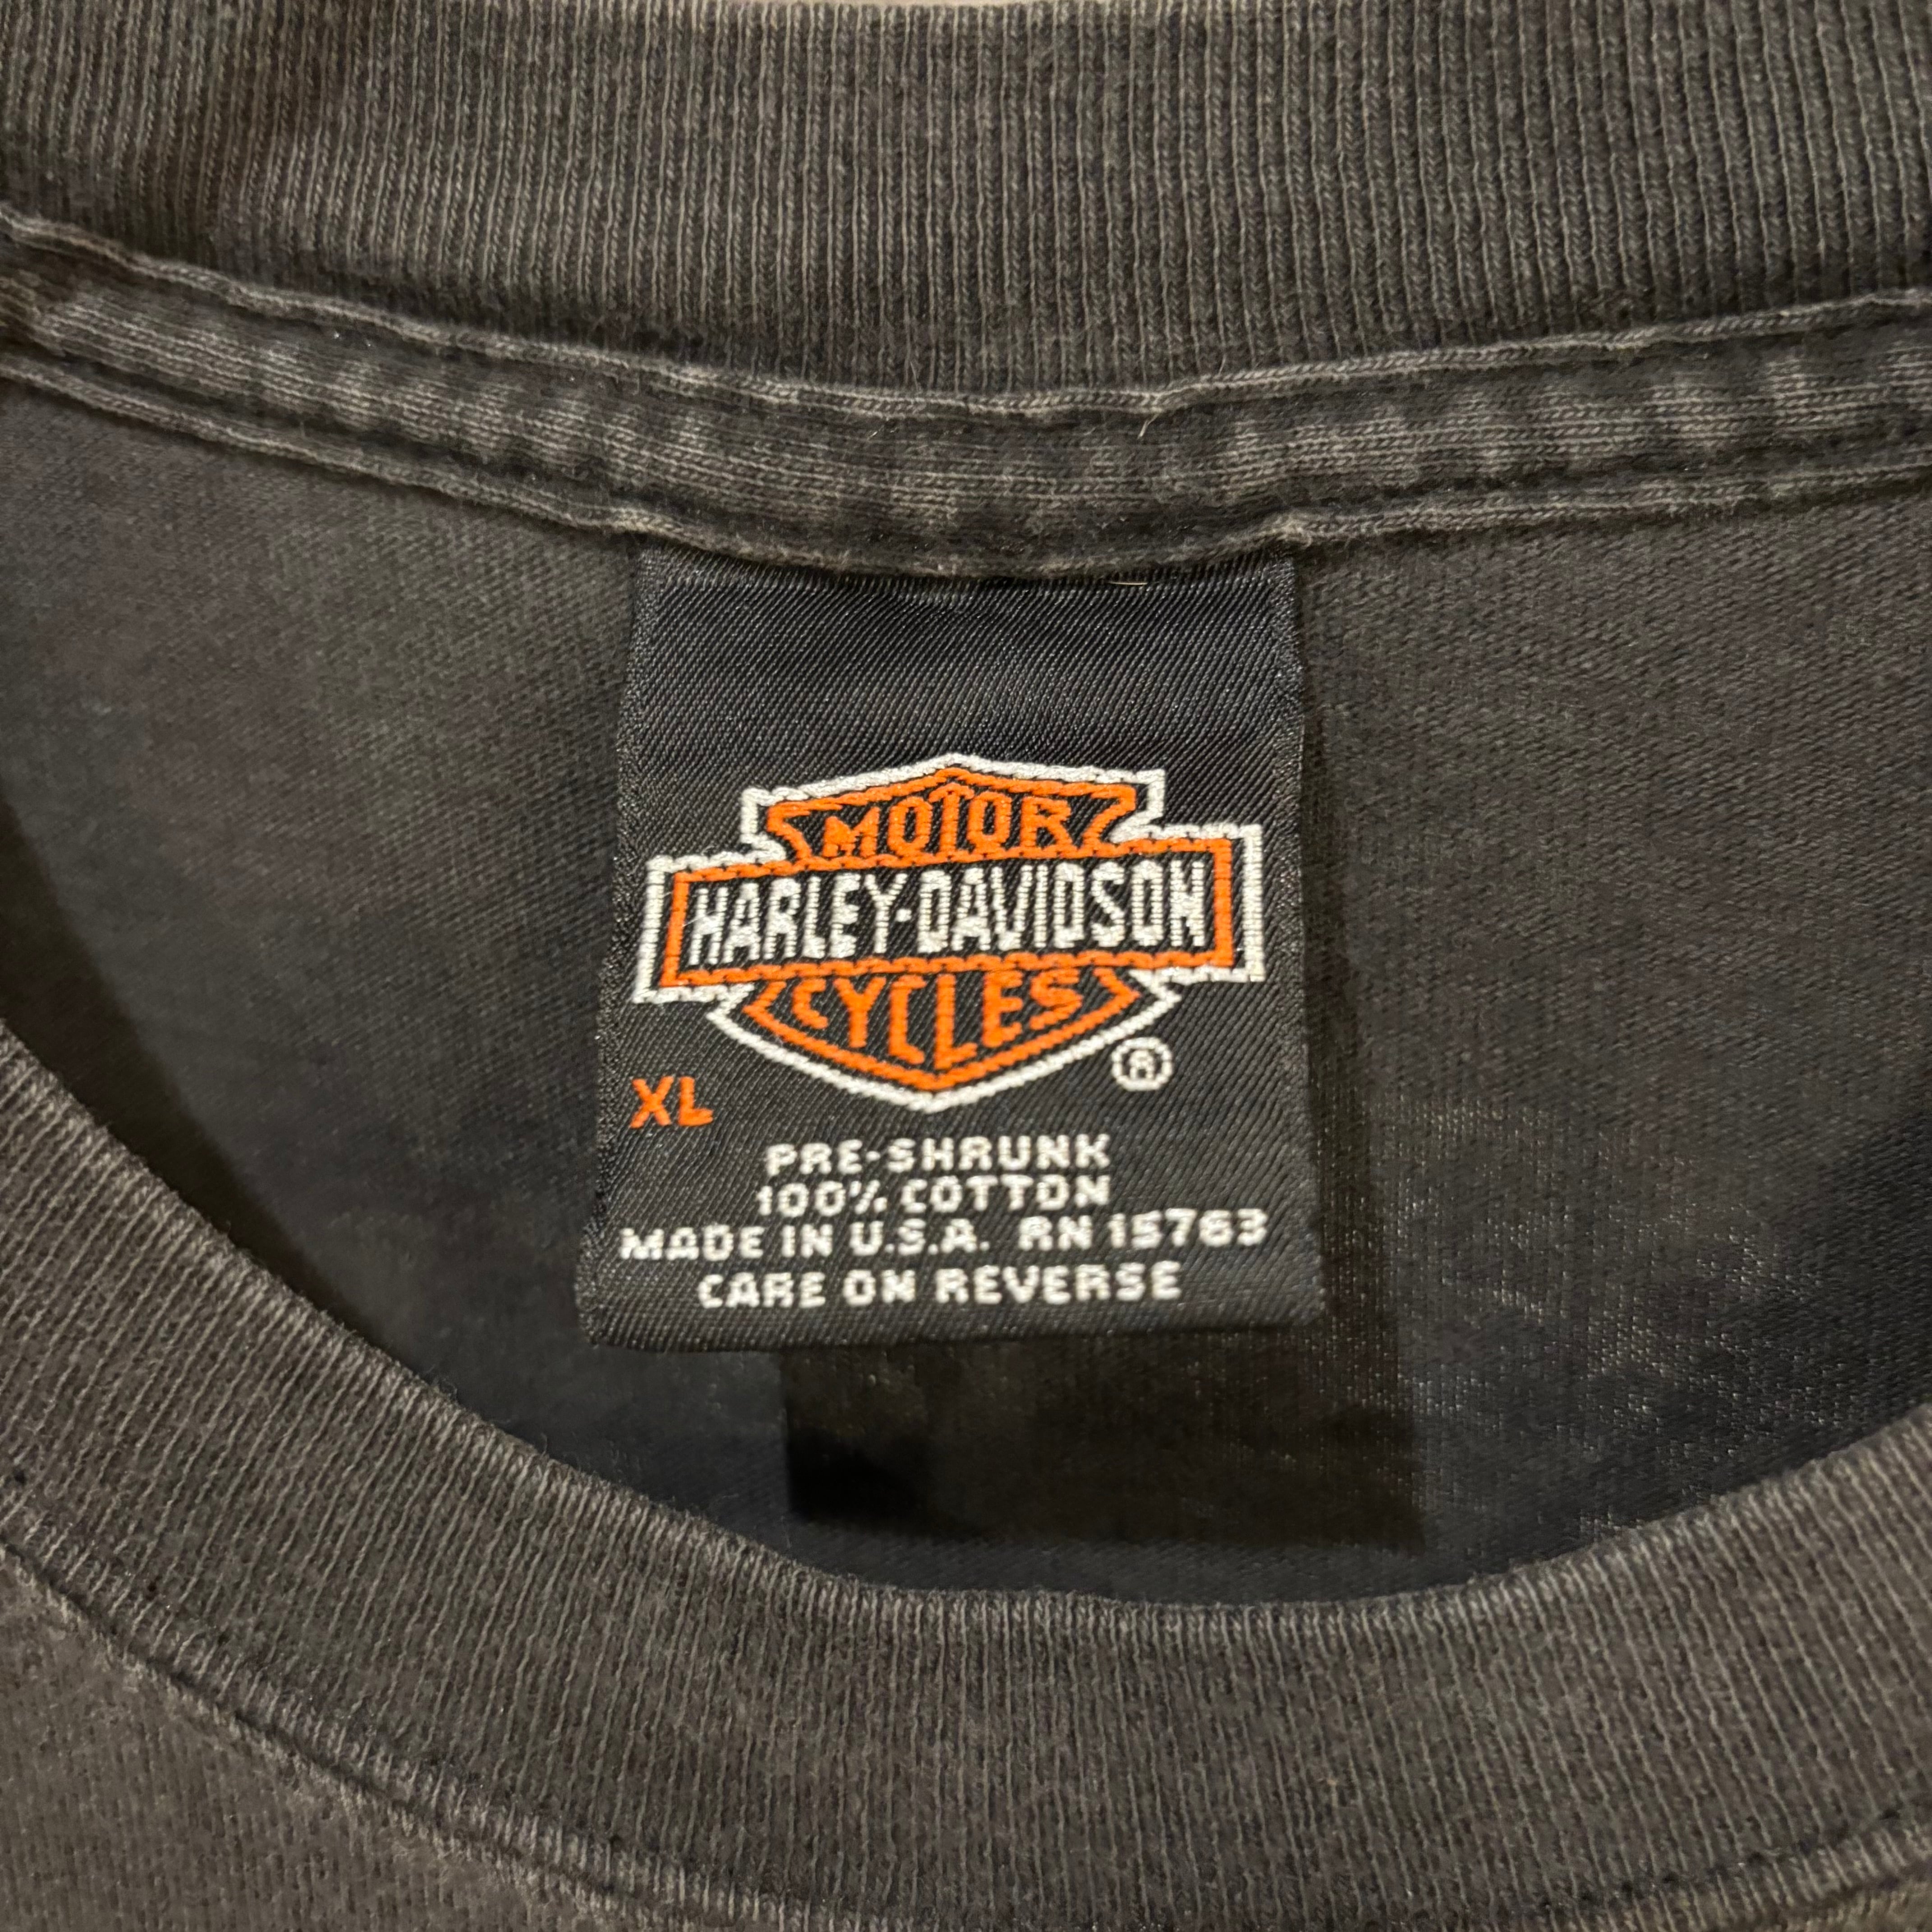 MOTOR
HARLEY-DAVIDSON
CYCLES
®
XL
PRE-SHRUNK
100% COTTON
MADE IN U.S.A. RN 15763
CARE ON REVERSE